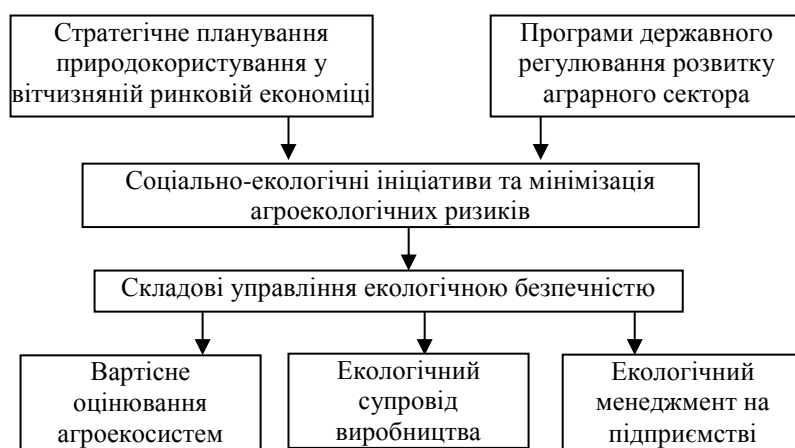 Стратегічне планування
природокористування у
вітчизняній ринковій економіці
Програми державного
регулювання розвитку
аграрного сектора
Соціально-екологічні ініціативи та мінімізація
агроекологічних ризиків
Складові управління екологічною безпечністю
Вартісне
оцінювання
агроекосистем
Екологічний
супровід
виробництва
Екологічний
менеджмент на
підприємстві